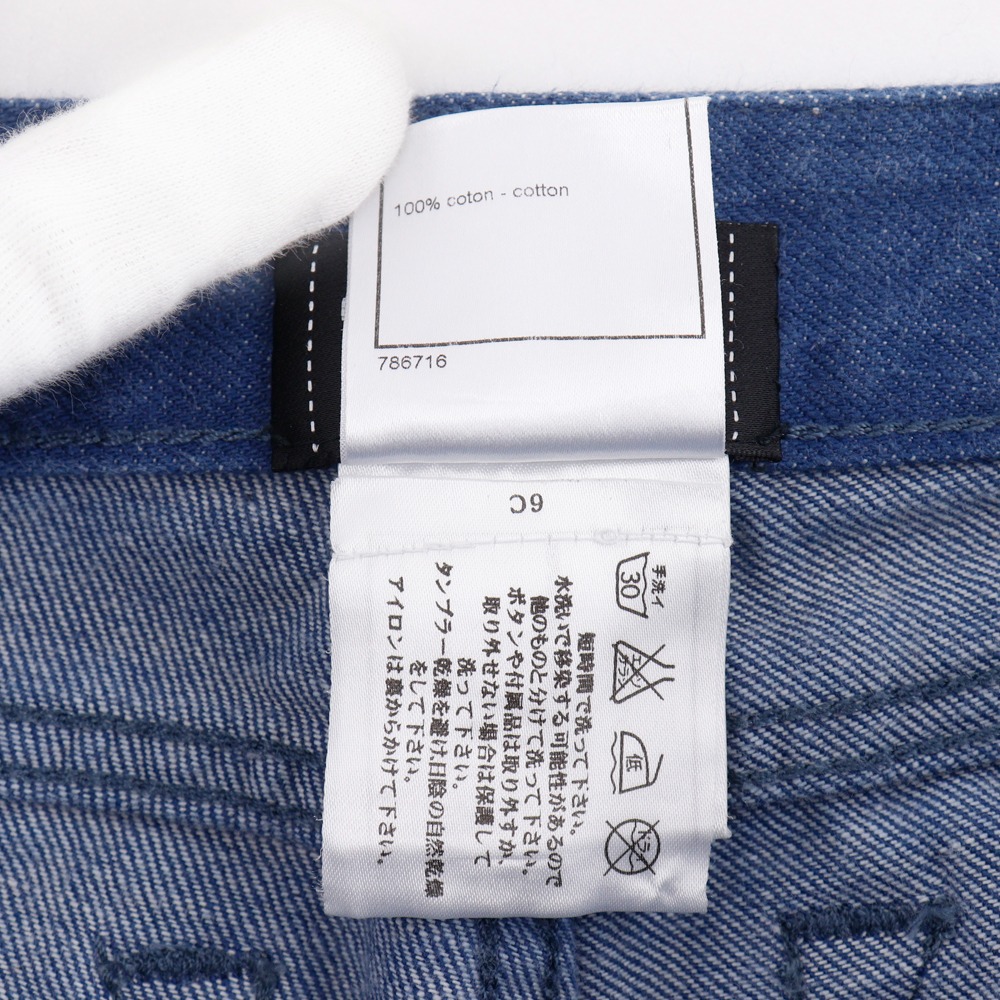 100% coton - cotton
786716
6C
手洗イ
30
エンソ
サラシ
低
ドライ
短時間で洗って下さい。
水洗いで移染する可能性があるので
他のものと分けて洗って下さい。
ボタンや付属品は取り外すか、
取り外せない場合は保護して
洗って下さい。
タンブラー乾燥を避け、日陰の自然乾燥
をして下さい。
アイロンは裏からかけて下さい。